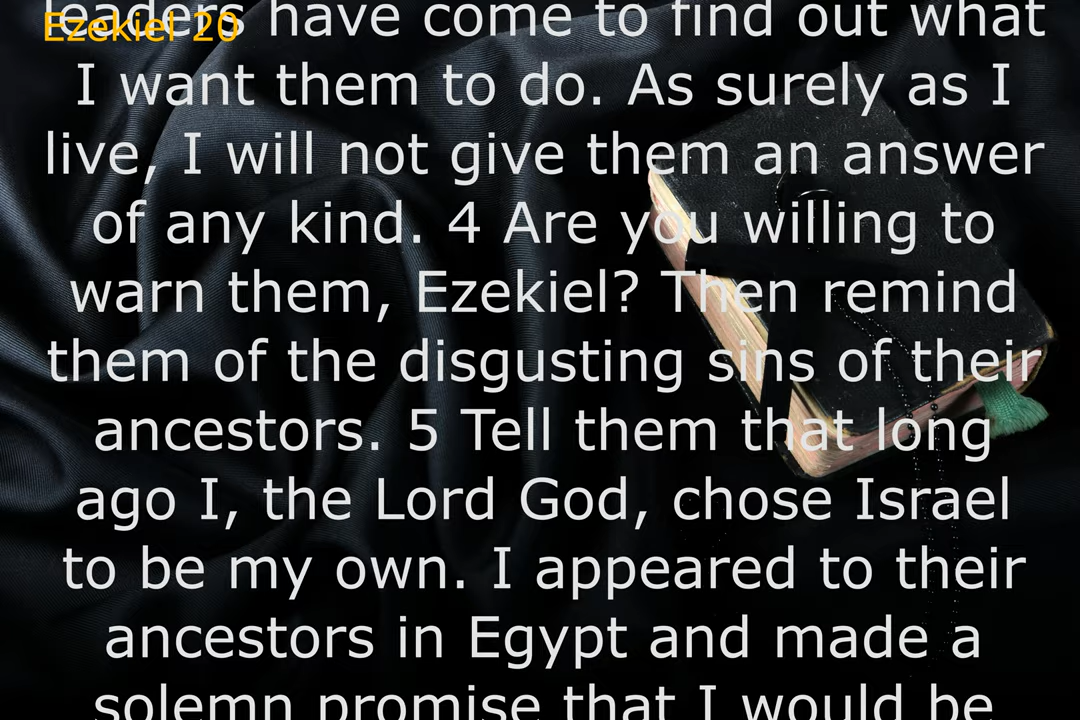 Ezekiel 20
leaders have come to find out what
I want them to do. As surely as I
live, I will not give them an answer
of any kind. 4 Are you willing to
warn them, Ezekiel? Then remind
them of the disgusting sins of their
ancestors. 5 Tell them that long
ago I, the Lord God, chose Israel
to be my own. I appeared to their
ancestors in Egypt and made a
solemn promise that I would be